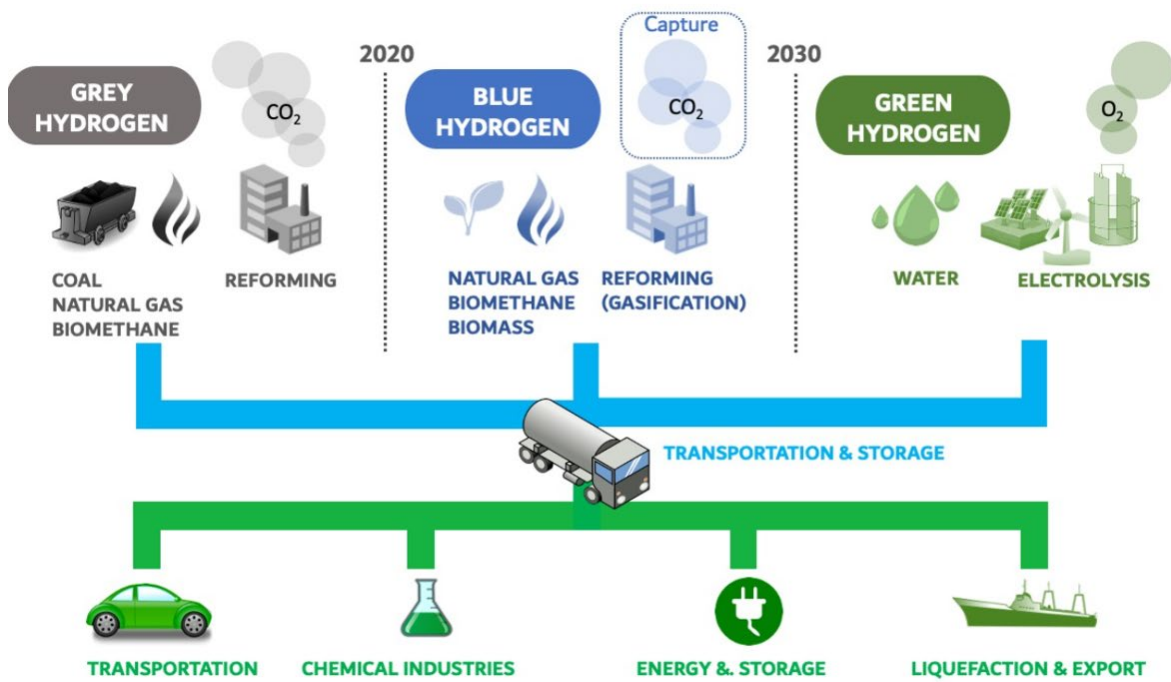 Capture
2020
2030
GREY
HYDROGEN
CO₂
BLUE
HYDROGEN
CO₂
GREEN
HYDROGEN
O₂
COAL
NATURAL GAS
BIOMETHANE
REFORMING
NATURAL GAS
BIOMETHANE
BIOMASS
REFORMING
(GASIFICATION)
WATER
ELECTROLYSIS
TRANSPORTATION & STORAGE
TRANSPORTATION
CHEMICAL INDUSTRIES
ENERGY &. STORAGE
LIQUEFACTION & EXPORT